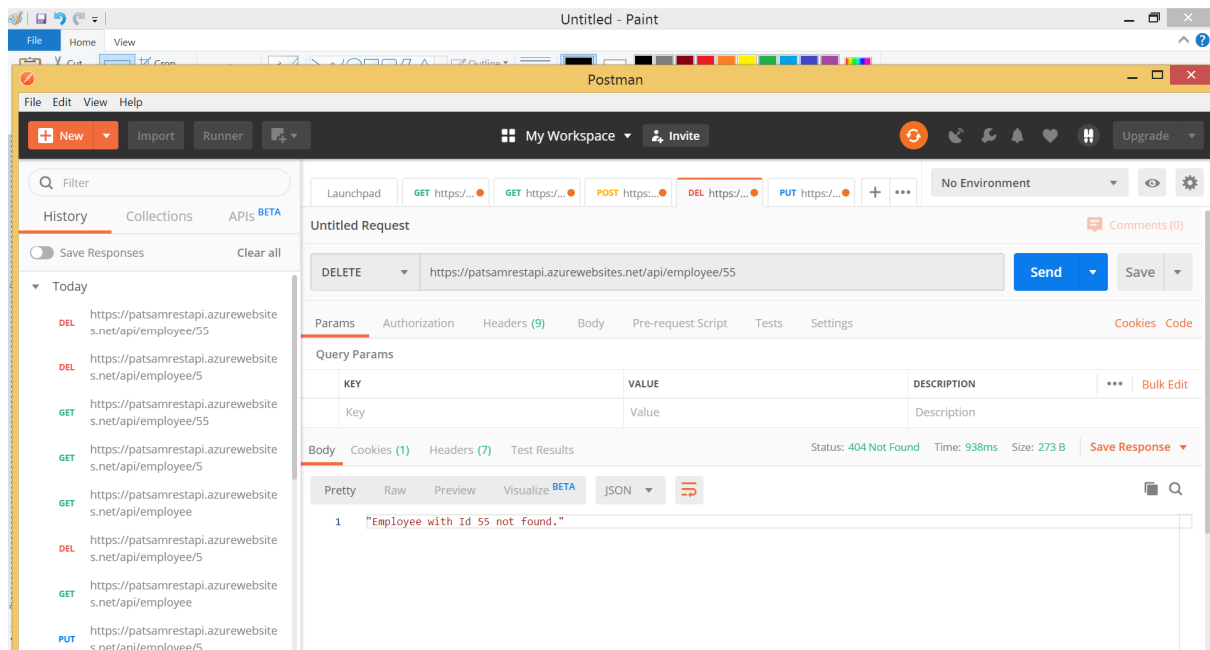 Untitled - Paint
File Home View
Cut Crop Outline
Postman
File Edit View Help
New Import Runner My Workspace Invite Upgrade
Filter
History Collections APIs BETA
Save Responses Clear all
Today
DEL https://patsamrestapi.azurewebsite
s.net/api/employee/55
DEL https://patsamrestapi.azurewebsite
s.net/api/employee/5
GET https://patsamrestapi.azurewebsite
s.net/api/employee/55
GET https://patsamrestapi.azurewebsite
s.net/api/employee/5
GET https://patsamrestapi.azurewebsite
s.net/api/employee
DEL https://patsamrestapi.azurewebsite
s.net/api/employee/5
GET https://patsamrestapi.azurewebsite
s.net/api/employee
PUT https://patsamrestapi.azurewebsite
s.net/api/employee/5
Launchpad GET https:/... GET https:/... POST https:... DEL https:/... PUT https:/... + ••• No Environment
Untitled Request Comments (0)
DELETE https://patsamrestapi.azurewebsites.net/api/employee/55 Send Save
Params Authorization Headers (9) Body Pre-request Script Tests Settings Cookies Code
Query Params
KEY VALUE DESCRIPTION ••• Bulk Edit
Key Value Description
Body Cookies (1) Headers (7) Test Results Status: 404 Not Found Time: 938ms Size: 273 B Save Response
Pretty Raw Preview Visualize BETA JSON
1 "Employee with Id 55 not found."